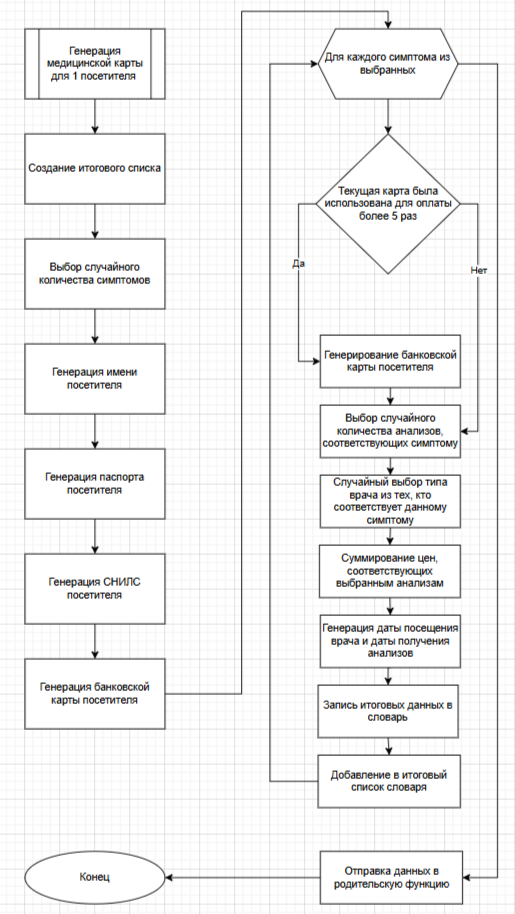 Генерация
медицинской карты
для 1 посетителя
Создание итогового списка
Выбор случайного
количества симптомов
Генерация имени
посетителя
Генерация паспорта
посетителя
Генерация СНИЛС
посетителя
Генерация банковской
карты посетителя
Для каждого симптома из
выбранных
Текущая карта была
использована для оплаты
более 5 раз
Да
Нет
Генерирование банковской
карты посетителя
Выбор случайного
количества анализов,
соответствующих симптому
Случайный выбор типа
врача из тех, кто
соответствует данному
симптому
Суммирование цен,
соответствующих
выбранным анализам
Генерация даты посещения
врача и даты получения
анализов
Запись итоговых данных в
словарь
Добавление в итоговый
список словаря
Отправка данных в
родительскую функцию
Конец